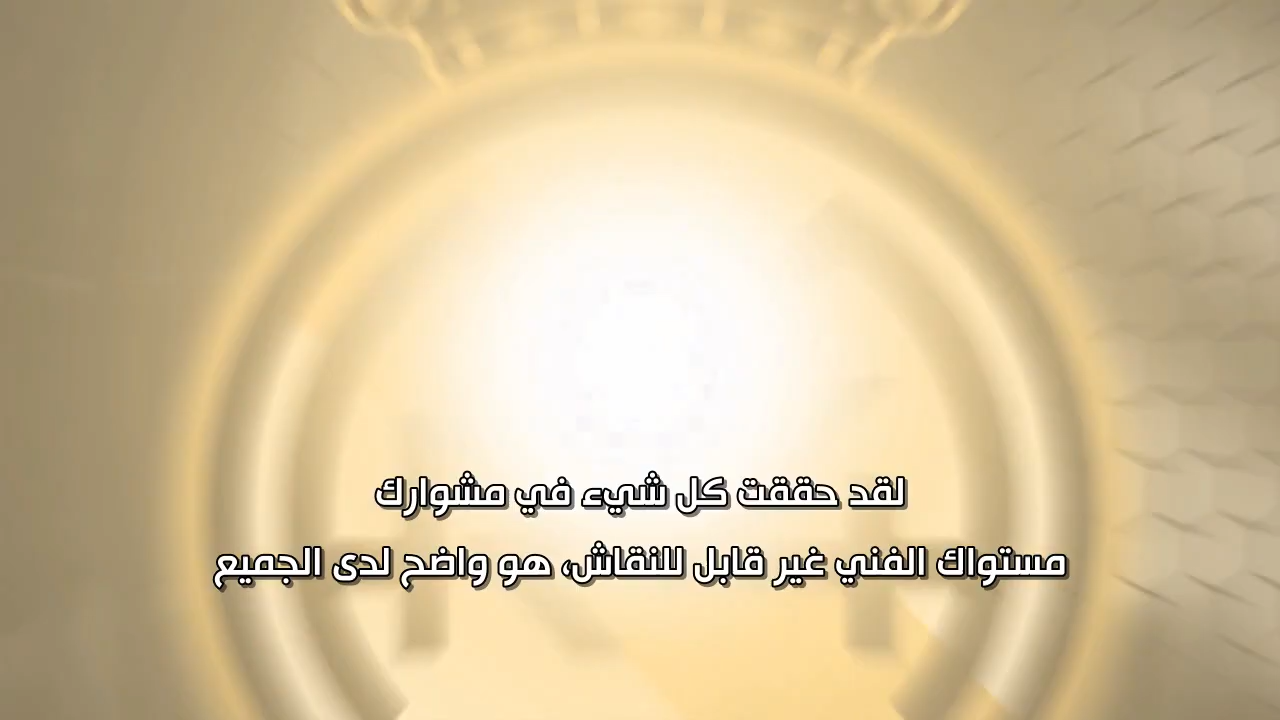 لقد حققت كل شيء في مشوارك
مستواك الفني غير قابل للنقاش، هو واضح لدى الجميع